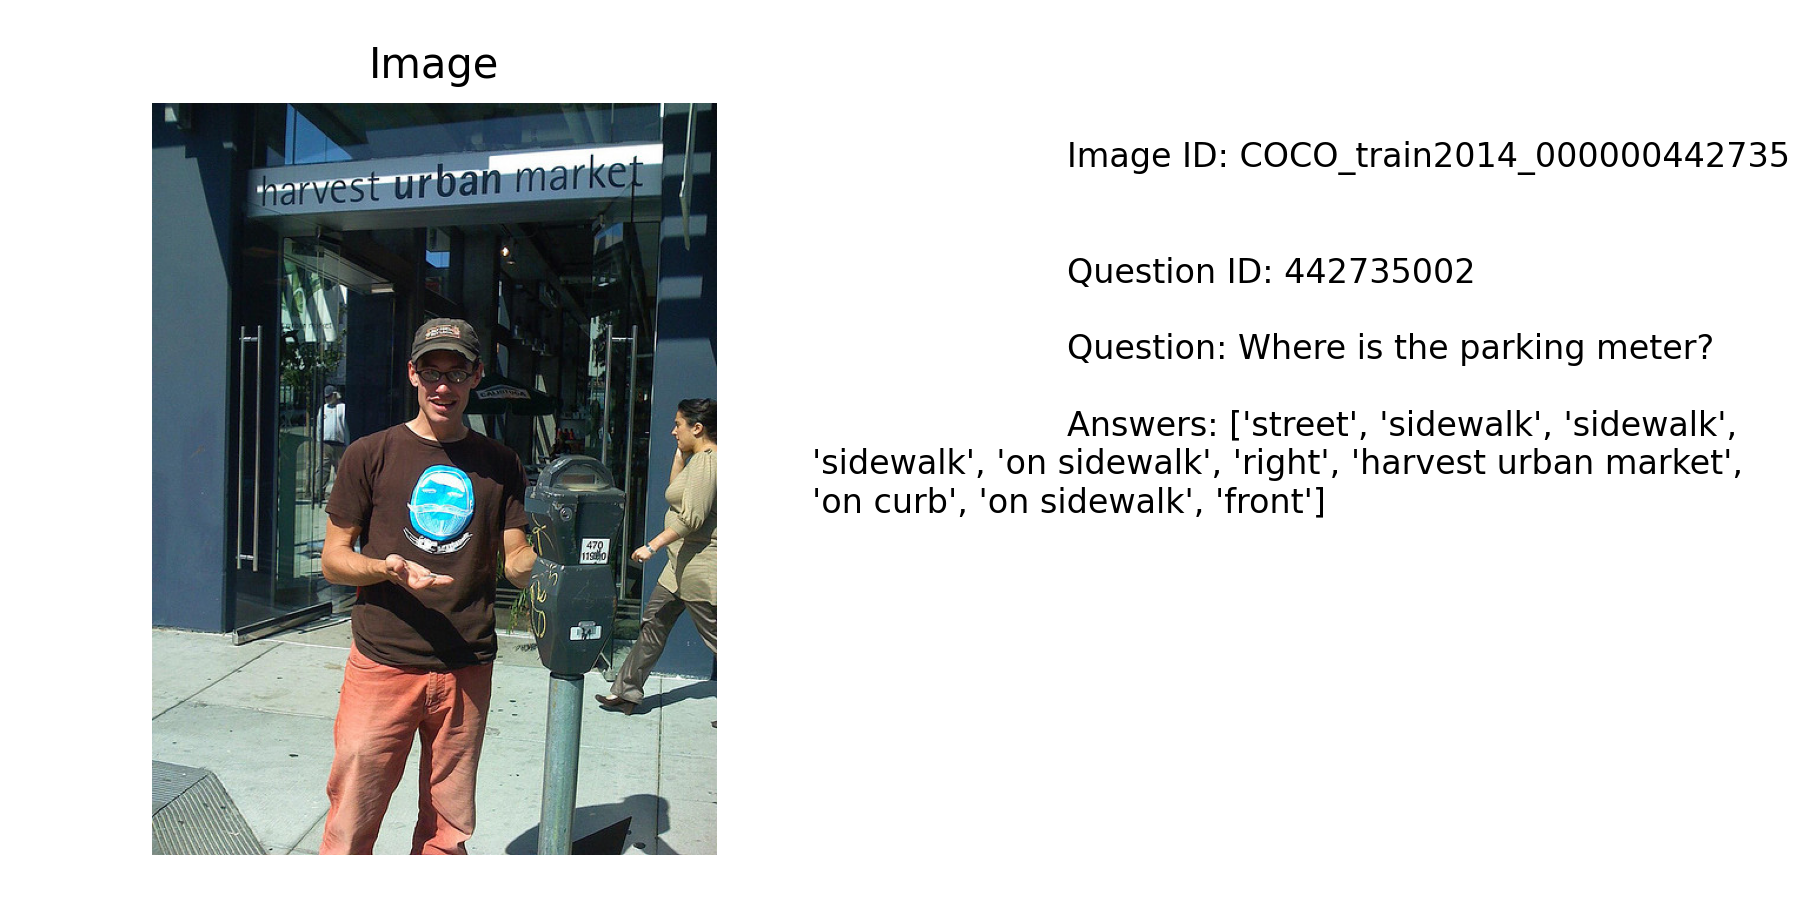 Image
harvest urban market
470
Image ID: COCO_train2014_000000442735
Question ID: 442735002
Question: Where is the parking meter?
Answers: ['street', 'sidewalk', 'sidewalk',
'sidewalk', 'on sidewalk', 'right', 'harvest urban market',
'on curb', 'on sidewalk', 'front']